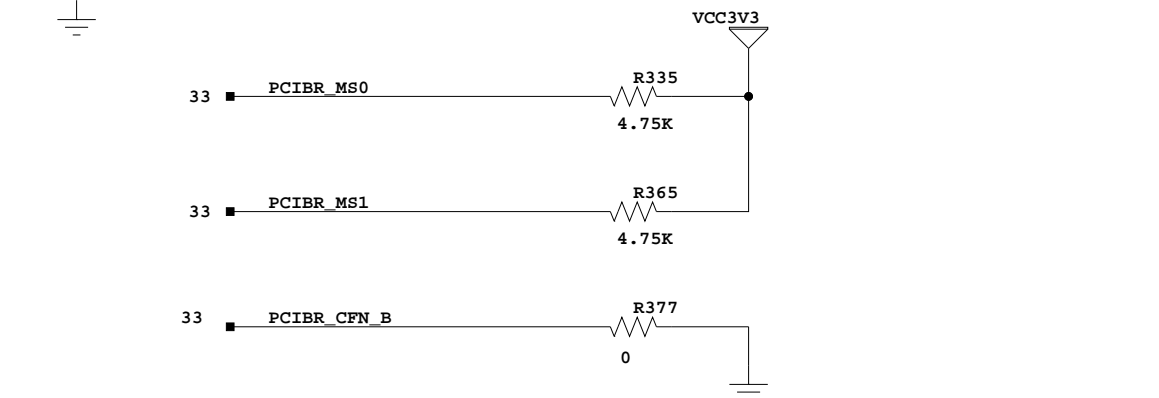 VCC3V3
R335
33 PCIBR_MS0
4.75K
R365
33 PCIBR_MS1
4.75K
R377
33 PCIBR_CFN_B
0